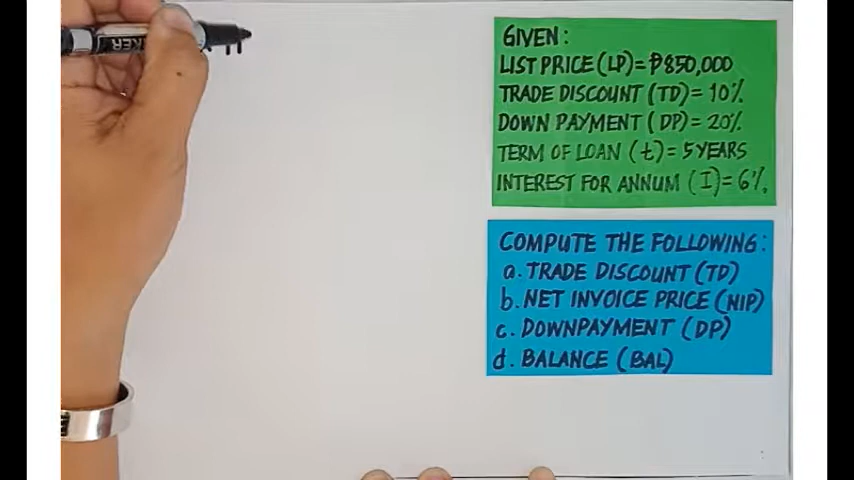 GIVEN:
LIST PRICE (LP) = ₱850,000
TRADE DISCOUNT (TD) = 10%
DOWN PAYMENT (DP) = 20%
TERM OF LOAN (t) = 5 YEARS
INTEREST FOR ANNUM (I) = 6%.
COMPUTE THE FOLLOWING:
a. TRADE DISCOUNT (TD)
b. NET INVOICE PRICE (NIP)
c. DOWNPAYMENT (DP)
d. BALANCE (BAL)